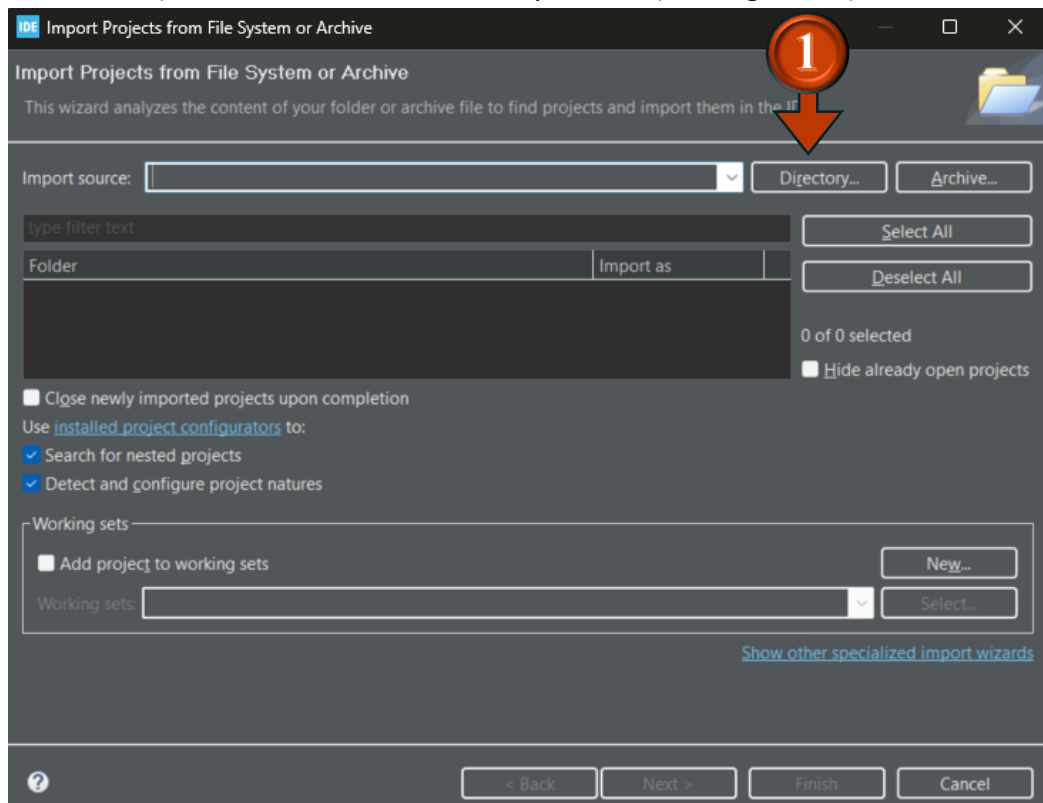 IDE Import Projects from File System or Archive
1
Import Projects from File System or Archive
This wizard analyzes the content of your folder or archive file to find projects and import them in the
Import source:
Directory...
Archive...
type filter text
Select All
Folder
Import as
Deselect All
0 of 0 selected
Hide already open projects
Close newly imported projects upon completion
Use installed project configurators to:
Search for nested projects
Detect and configure project natures
Working sets
Add project to working sets
New...
Working sets:
Select...
Show other specialized import wizards
?
< Back
Next >
Finish
Cancel